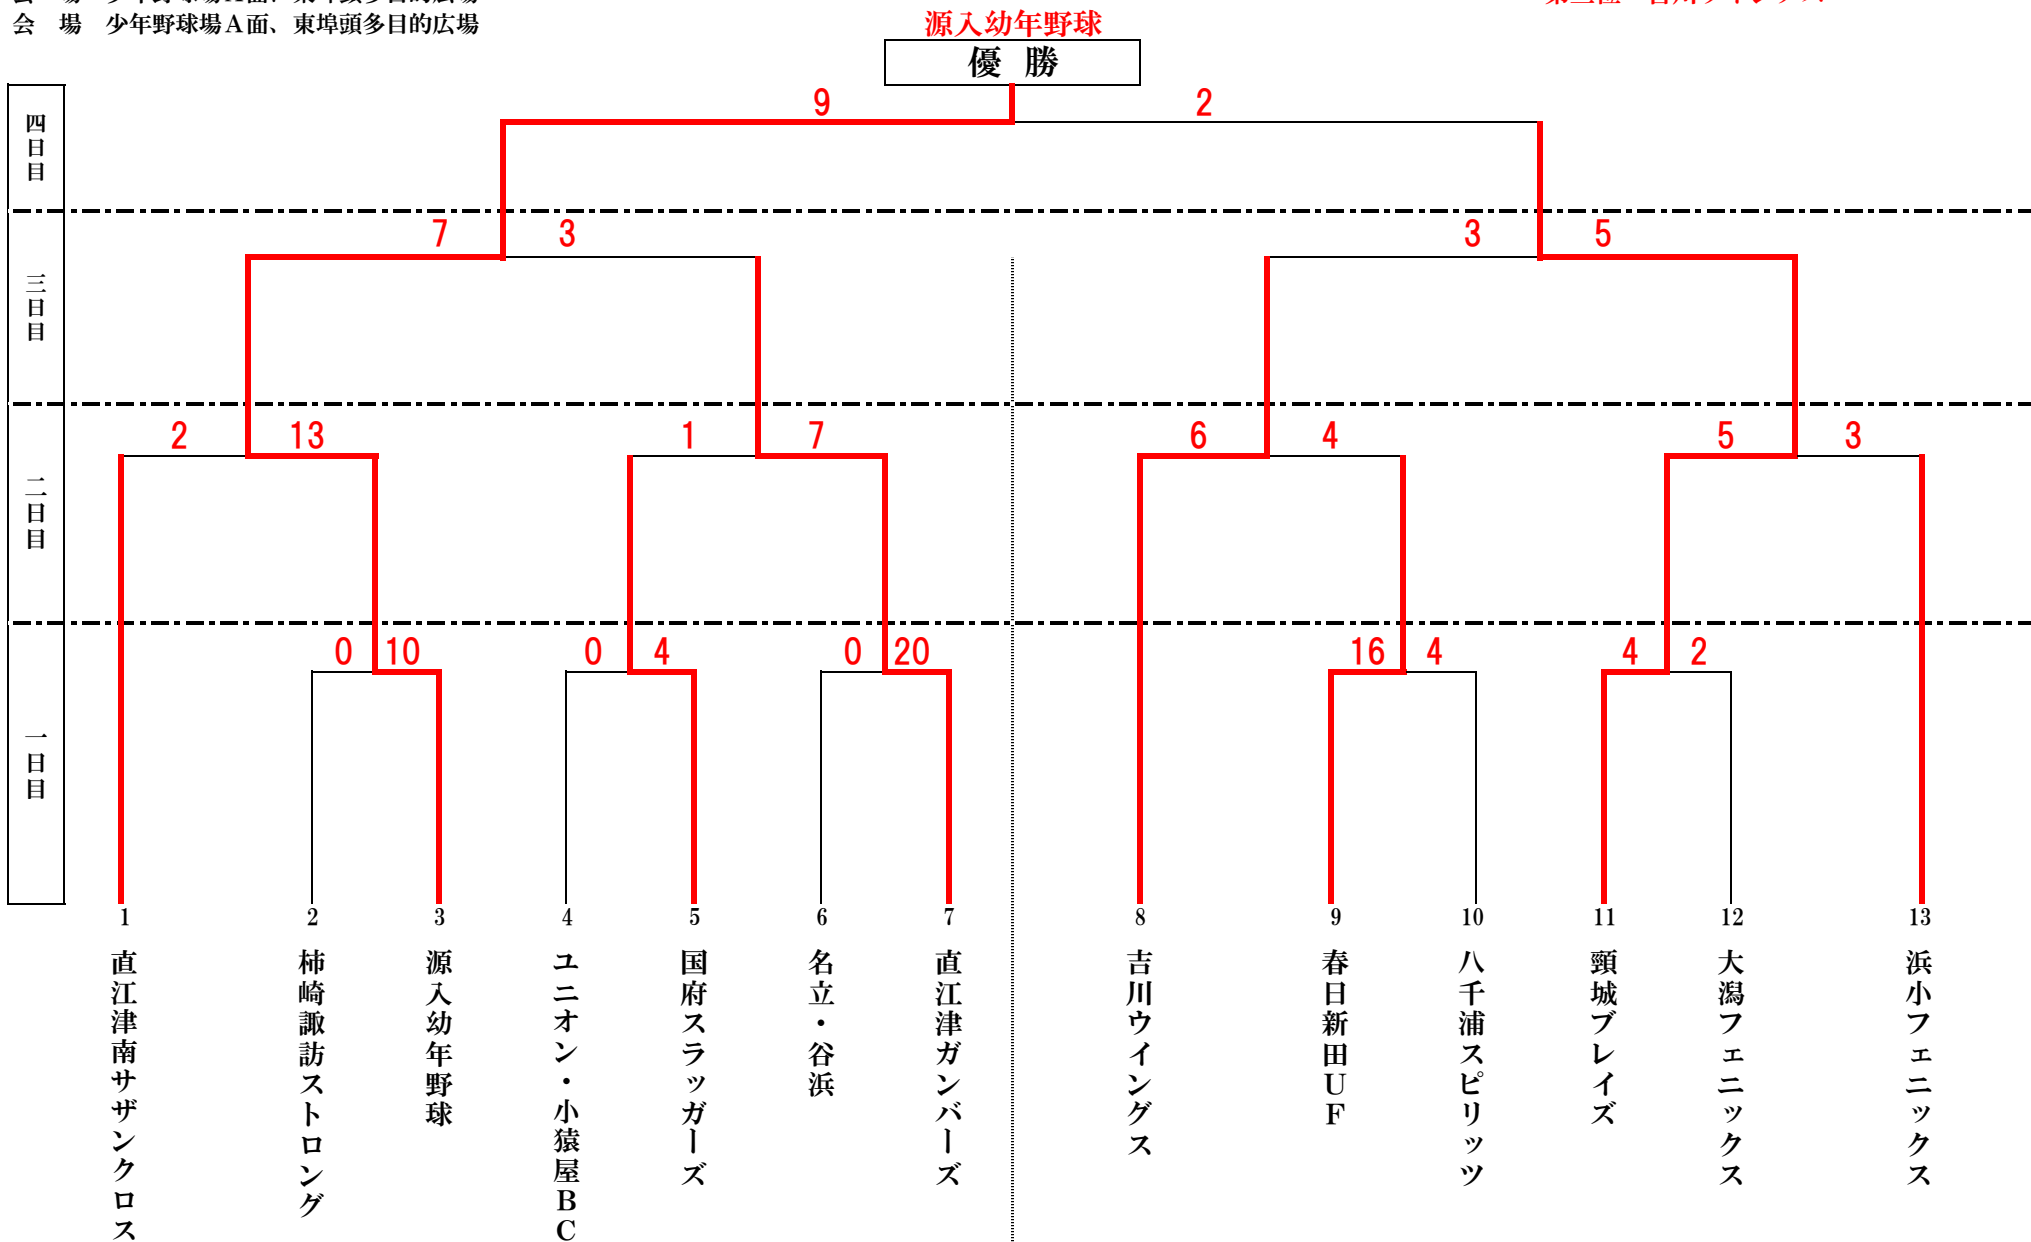 会　場　少年野球場Ａ面、東埠頭多目的広場
源入幼年野球
優　勝
9 2
四日目
7 3 3 5
三日目
2 13 1 7 6 4 5 3
二日目
0 10 0 4 0 20 16 4 4 2
一日目
1 2 3 4 5 6 7 8 9 10 11 12 13
直江津南サザンクロス
柿崎諏訪ストロング
源入幼年野球
ユニオン・小猿屋ＢＣ
国府スラッガーズ
名立・谷浜
直江津ガンバーズ
吉川ウイングス
春日新田ＵＦ
八千浦スピリッツ
頸城ブレイズ
大潟フェニックス
浜小フェニックス